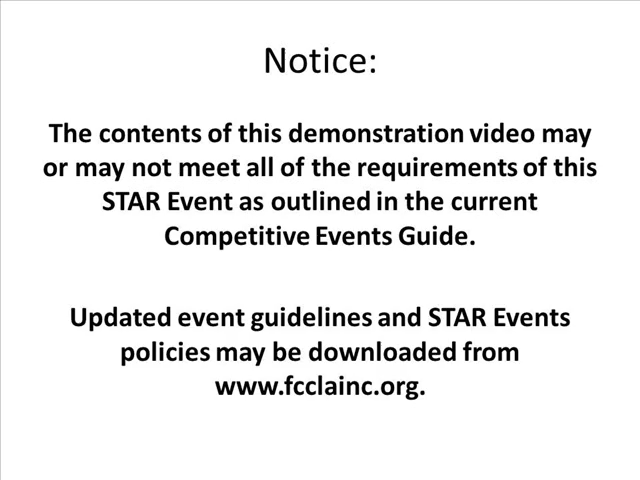 Notice:
The contents of this demonstration video may
or may not meet all of the requirements of this
STAR Event as outlined in the current
Competitive Events Guide.
Updated event guidelines and STAR Events
policies may be downloaded from
www.fcclainc.org.